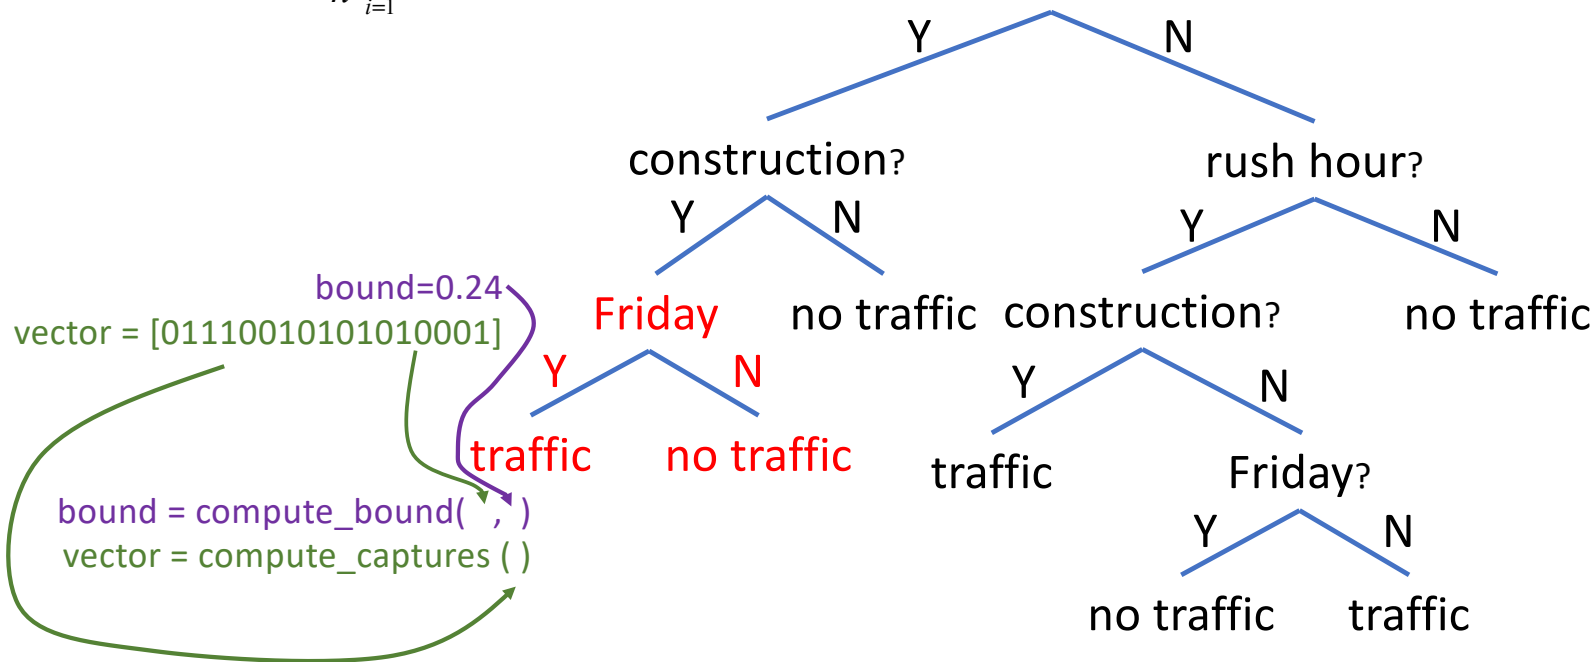 i=1
Y N
construction? rush hour?
Y N Y N
bound=0.24
Friday no traffic construction? no traffic
vector = [01110010101010001]
Y N Y N
traffic no traffic traffic Friday?
bound = compute_bound( , )
vector = compute_captures ( )
Y N
no traffic traffic